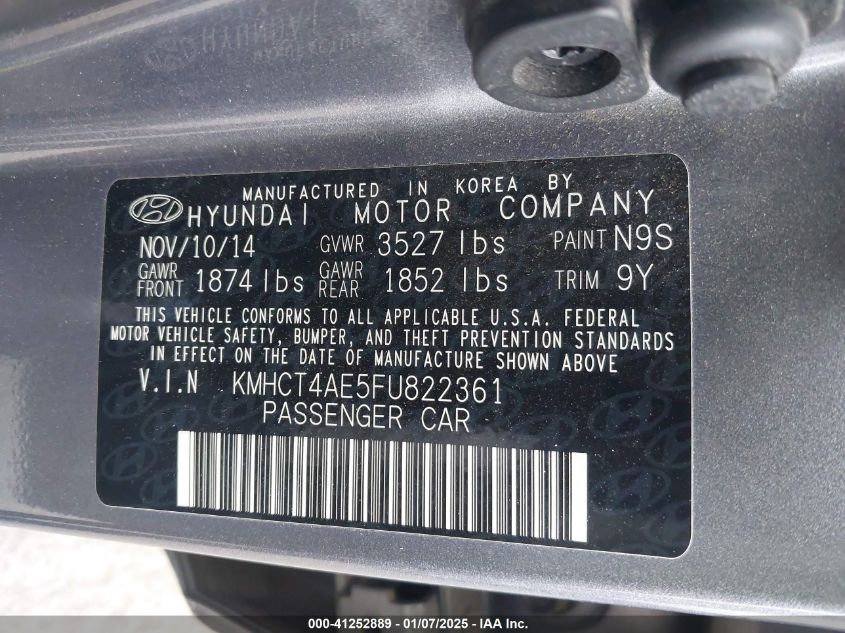 MANUFACTURED IN KOREA BY
HYUNDAI MOTOR COMPANY
NOV/10/14 GVWR 3527 lbs PAINT N9S
GAWR FRONT 1874 lbs GAWR REAR 1852 lbs TRIM 9Y
THIS VEHICLE CONFORMS TO ALL APPLICABLE U.S.A. FEDERAL
MOTOR VEHICLE SAFETY, BUMPER, AND THEFT PREVENTION STANDARDS
IN EFFECT ON THE DATE OF MANUFACTURE SHOWN ABOVE
V.I.N KMHCT4AE5FU822361
PASSENGER CAR
000-41252889 - 01/07/2025 - IAA Inc.